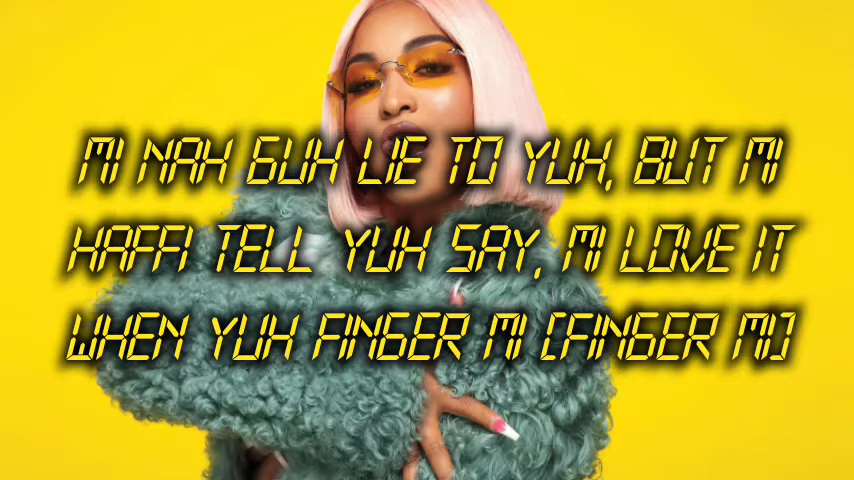 MI NAH GUH LIE TO YUH, BUT MI
HAFFI TELL YUH SAY, MI LOVE IT
WHEN YUH FINGER MI (FINGER MI)